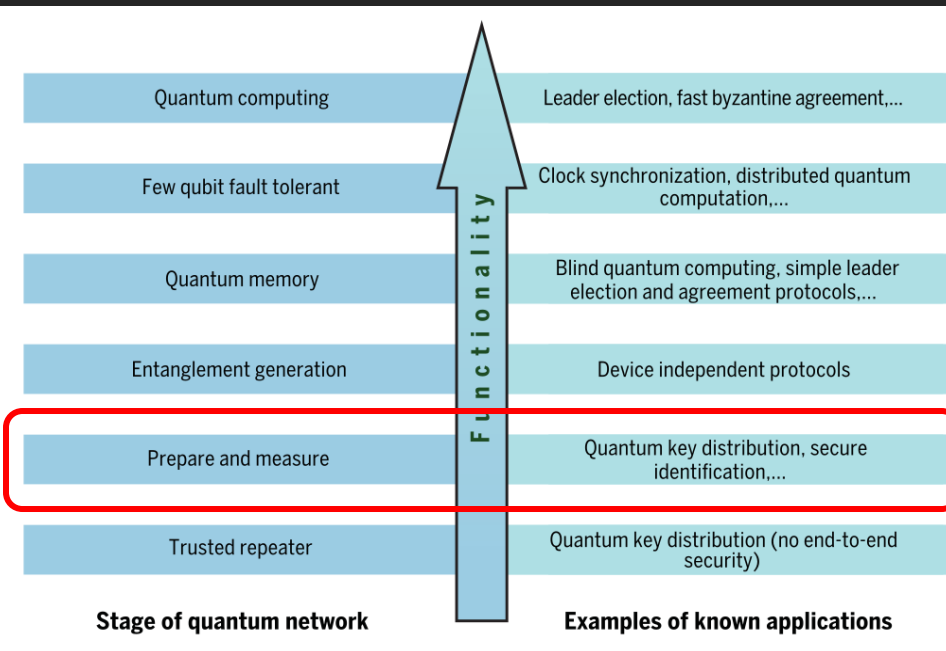 Quantum computing
Leader election, fast byzantine agreement,...
Few qubit fault tolerant
Clock synchronization, distributed quantum
computation,...
Quantum memory
Blind quantum computing, simple leader
election and agreement protocols,...
Entanglement generation
Device independent protocols
Prepare and measure
Quantum key distribution, secure
identification,...
Trusted repeater
Quantum key distribution (no end-to-end
security)
Functionality
Stage of quantum network
Examples of known applications